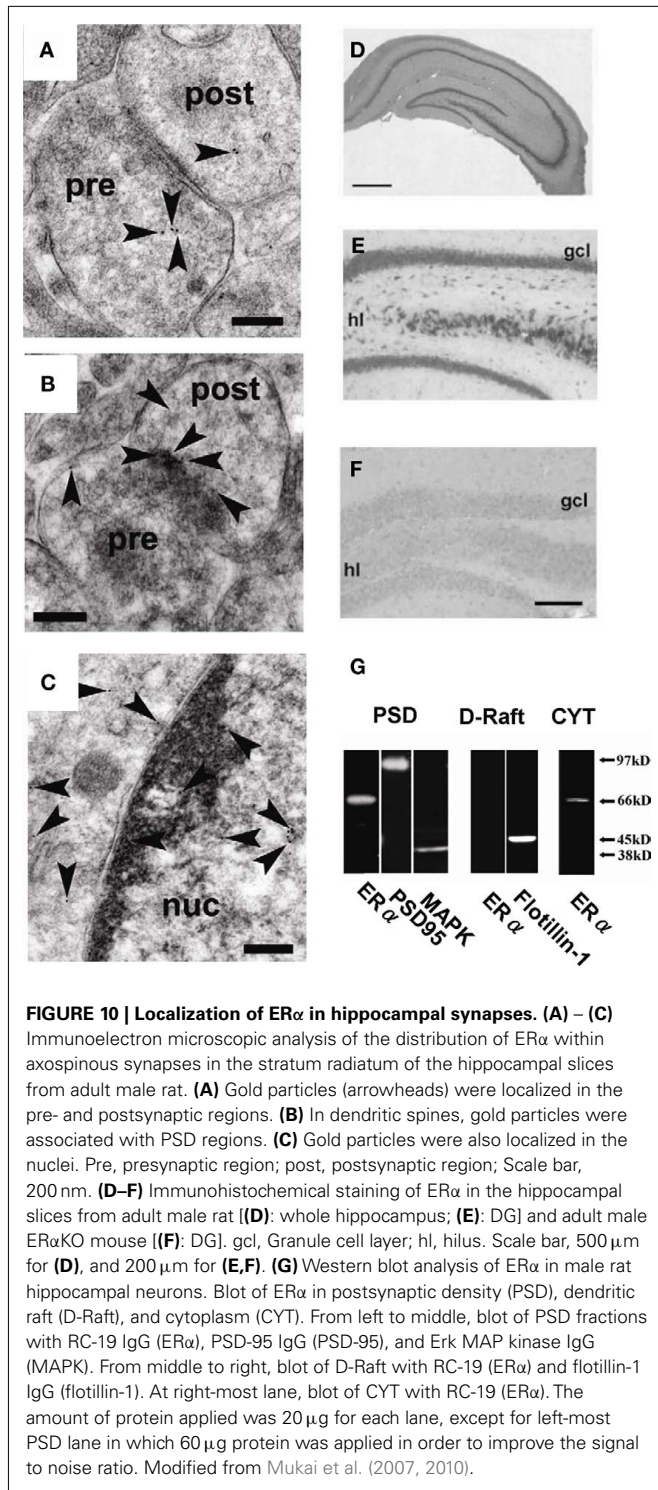 A
post
pre
B
post
pre
C
nuc
D
E
gcl
hl
F
gcl
hl
G
PSD D-Raft CYT
97kD
66kD
45kD
38kD
ERα PSD95 MAPK ERα Flotillin-1 ERα
FIGURE 10 | Localization of ERα in hippocampal synapses. (A) – (C)
Immunoelectron microscopic analysis of the distribution of ERα within
axospinous synapses in the stratum radiatum of the hippocampal slices
from adult male rat. (A) Gold particles (arrowheads) were localized in the
pre- and postsynaptic regions. (B) In dendritic spines, gold particles were
associated with PSD regions. (C) Gold particles were also localized in the
nuclei. Pre, presynaptic region; post, postsynaptic region; Scale bar,
200 nm. (D–F) Immunohistochemical staining of ERα in the hippocampal
slices from adult male rat [(D): whole hippocampus; (E): DG] and adult male
ERαKO mouse [(F): DG]. gcl, Granule cell layer; hl, hilus. Scale bar, 500 μm
for (D), and 200 μm for (E,F). (G) Western blot analysis of ERα in male rat
hippocampal neurons. Blot of ERα in postsynaptic density (PSD), dendritic
raft (D-Raft), and cytoplasm (CYT). From left to middle, blot of PSD fractions
with RC-19 IgG (ERα), PSD-95 IgG (PSD-95), and Erk MAP kinase IgG
(MAPK). From middle to right, blot of D-Raft with RC-19 (ERα) and flotillin-1
IgG (flotillin-1). At right-most lane, blot of CYT with RC-19 (ERα). The
amount of protein applied was 20 μg for each lane, except for left-most
PSD lane in which 60 μg protein was applied in order to improve the signal
to noise ratio. Modified from Mukai et al. (2007, 2010).